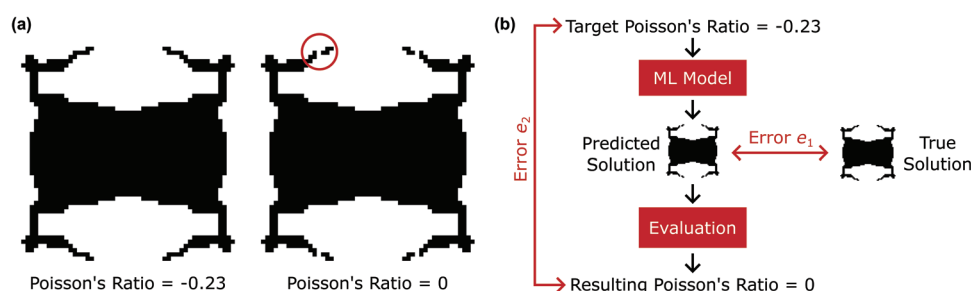 (a)
Poisson's Ratio = -0.23
Poisson's Ratio = 0
(b)
Target Poisson's Ratio = -0.23
ML Model
Error e₂
Predicted
Solution
Error e₁
True
Solution
Evaluation
Resulting Poisson's Ratio = 0